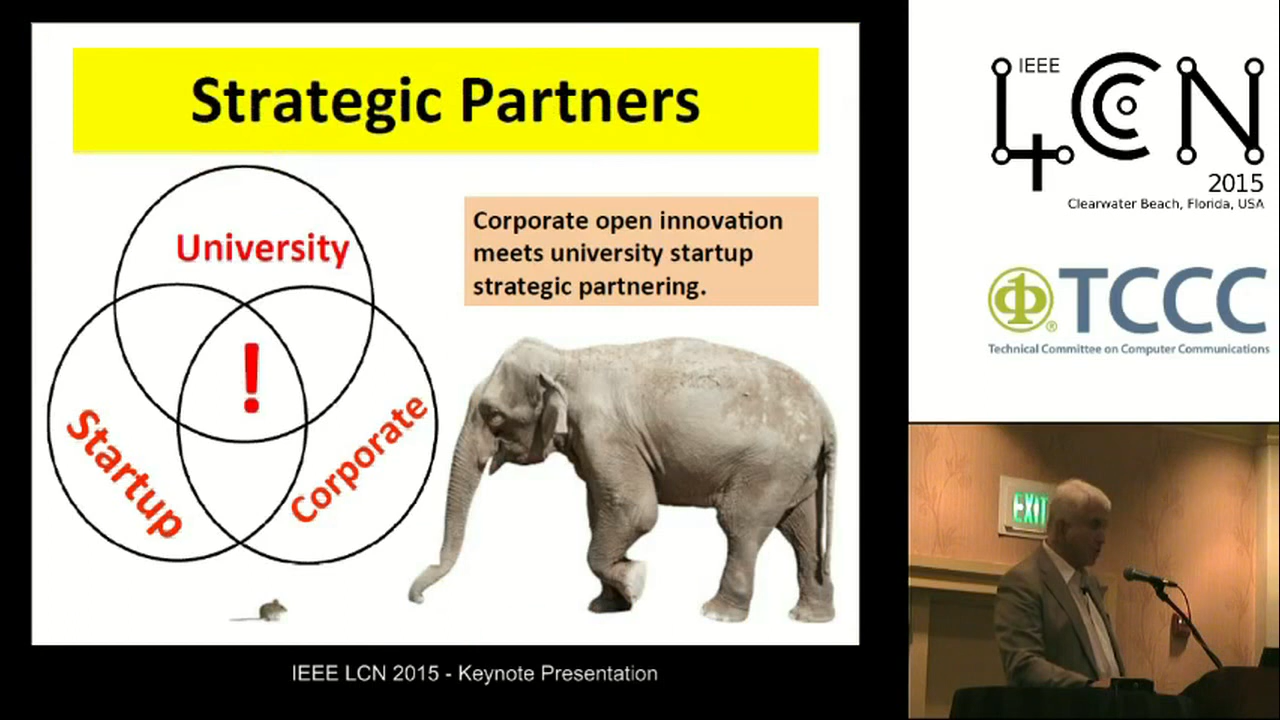 Strategic Partners
University
!
Startup
Corporate
Corporate open innovation
meets university startup
strategic partnering.
IEEE LCN 2015 - Keynote Presentation
IEEE
LCN
2015
Clearwater Beach, Florida, USA
® TCCC
Technical Committee on Computer Communications
EXIT